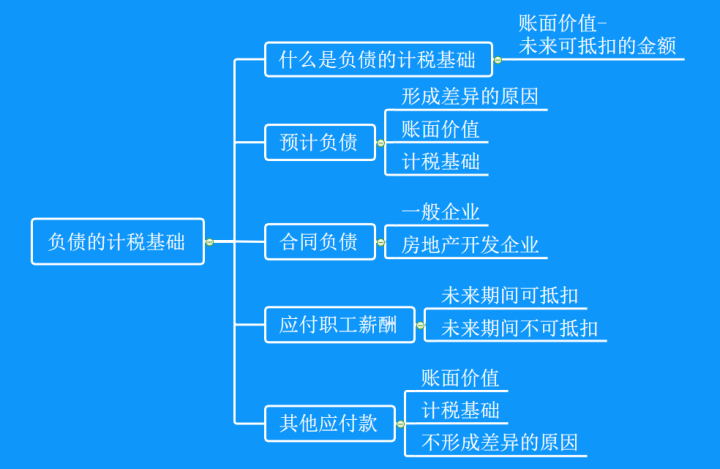 负债的计税基础
什么是负债的计税基础
账面价值-
未来可抵扣的金额
预计负债
形成差异的原因
账面价值
计税基础
合同负债
一般企业
房地产开发企业
应付职工薪酬
未来期间可抵扣
未来期间不可抵扣
其他应付款
账面价值
计税基础
不形成差异的原因